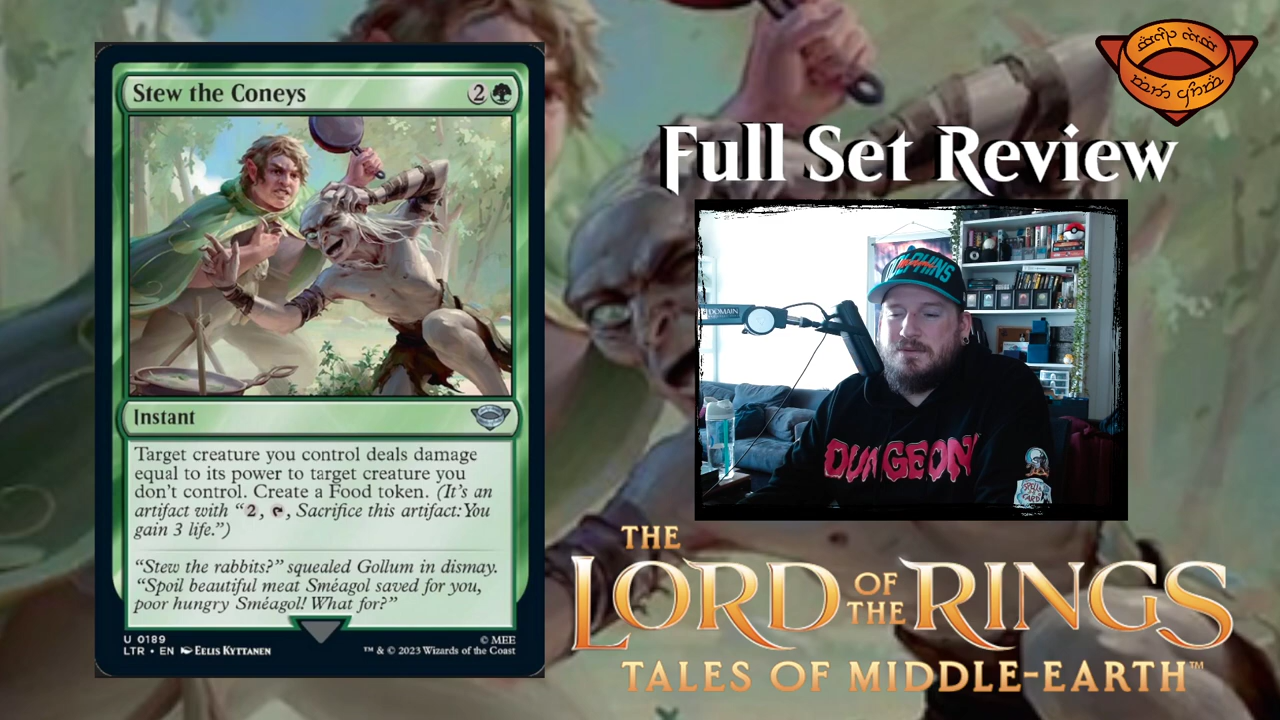 Stew the Coneys
2
Instant
Target creature you control deals damage
equal to its power to target creature you
don't control. Create a Food token. (It's an
artifact with “2, , Sacrifice this artifact:You
gain 3 life.”)
“Stew the rabbits?” squealed Gollum in dismay.
“Spoil beautiful meat Sméagol saved for you,
poor hungry Sméagol! What for?”
U 0189
LTR • EN EELIS KYTTANEN
© MEE
™ & © 2023 Wizards of the Coast
Full Set Review
DOLPHINS
DOMAIN
DUNGEON
THE
LORD OF THE RINGS
TALES OF MIDDLE-EARTH™